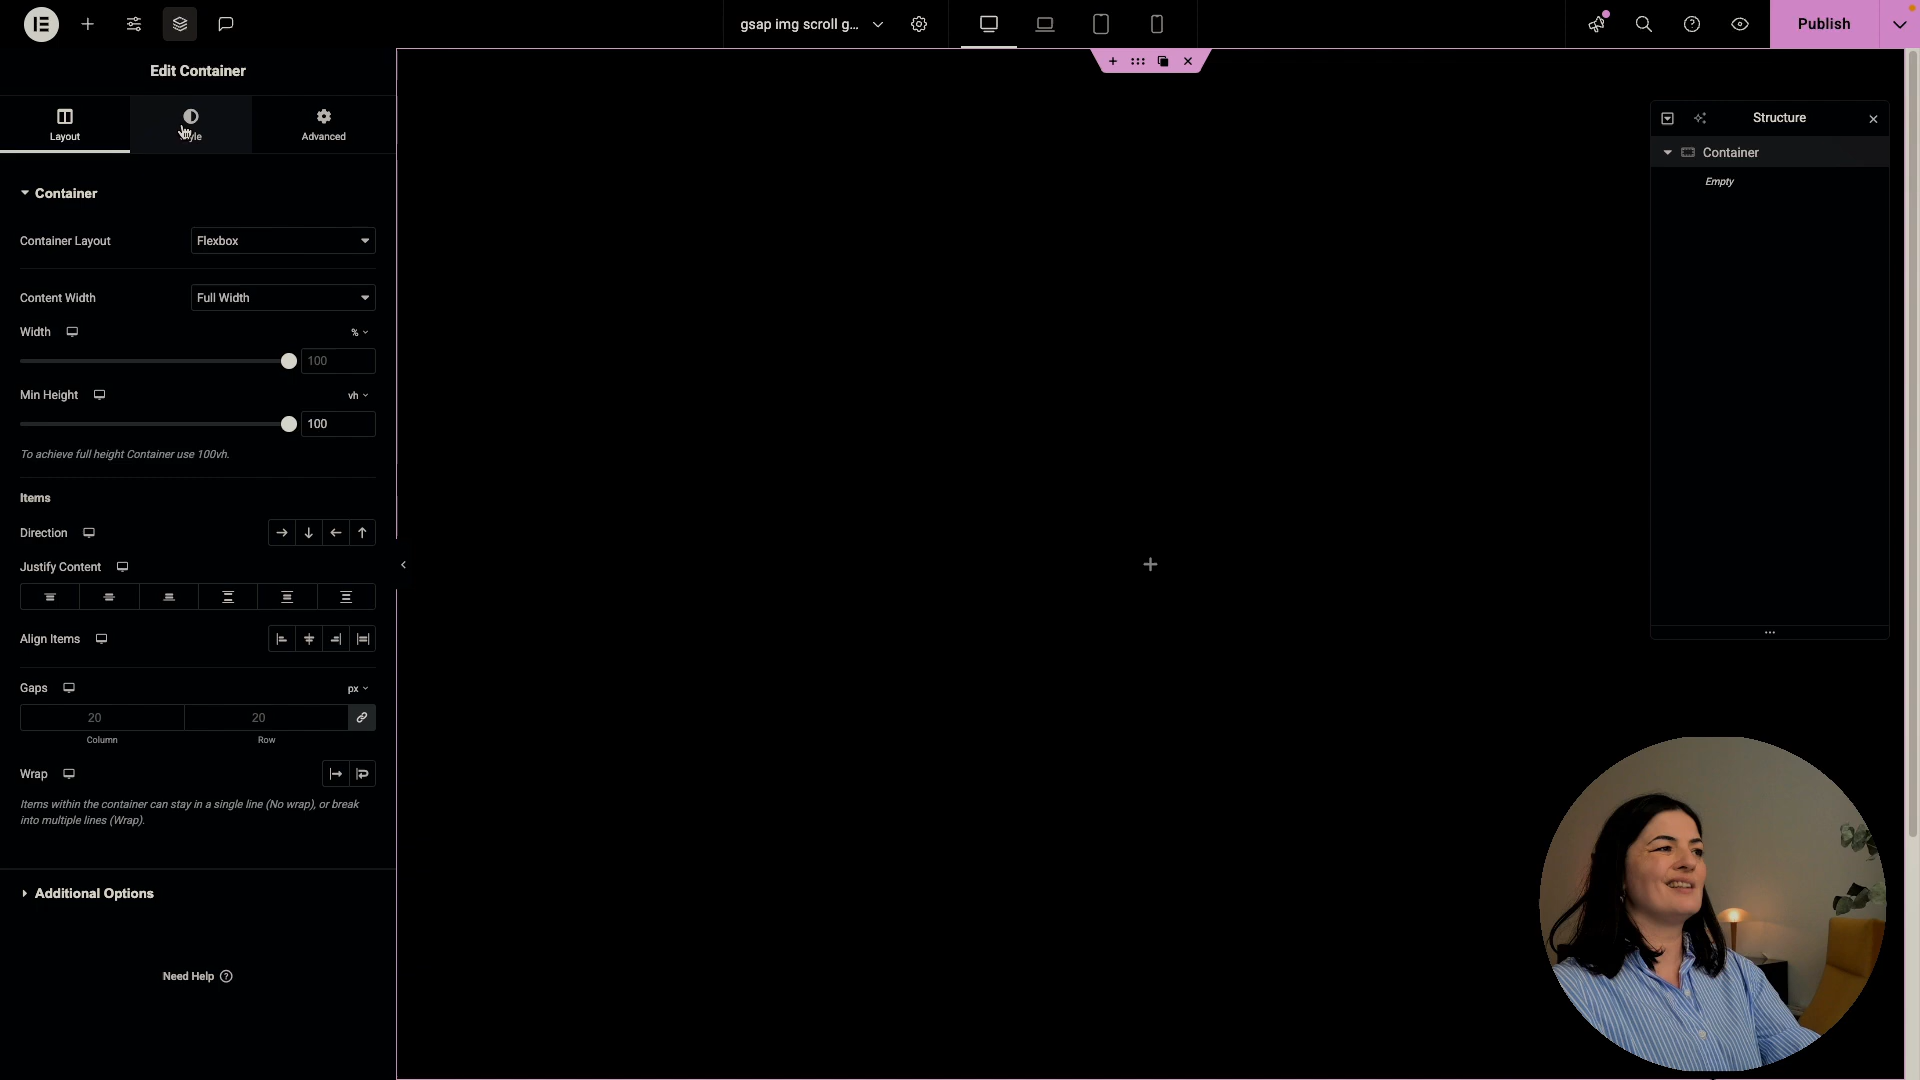 gsap img scroll g...
Publish
Edit Container
Layout
Style
Advanced
Container
Container Layout
Flexbox
Content Width
Full Width
Width
%
100
Min Height
vh
100
To achieve full height Container use 100vh.
Items
Direction
Justify Content
Align Items
Gaps
px
20
20
Column
Row
Wrap
Items within the container can stay in a single line (No wrap), or break
into multiple lines (Wrap).
Additional Options
Need Help
Structure
Container
Empty